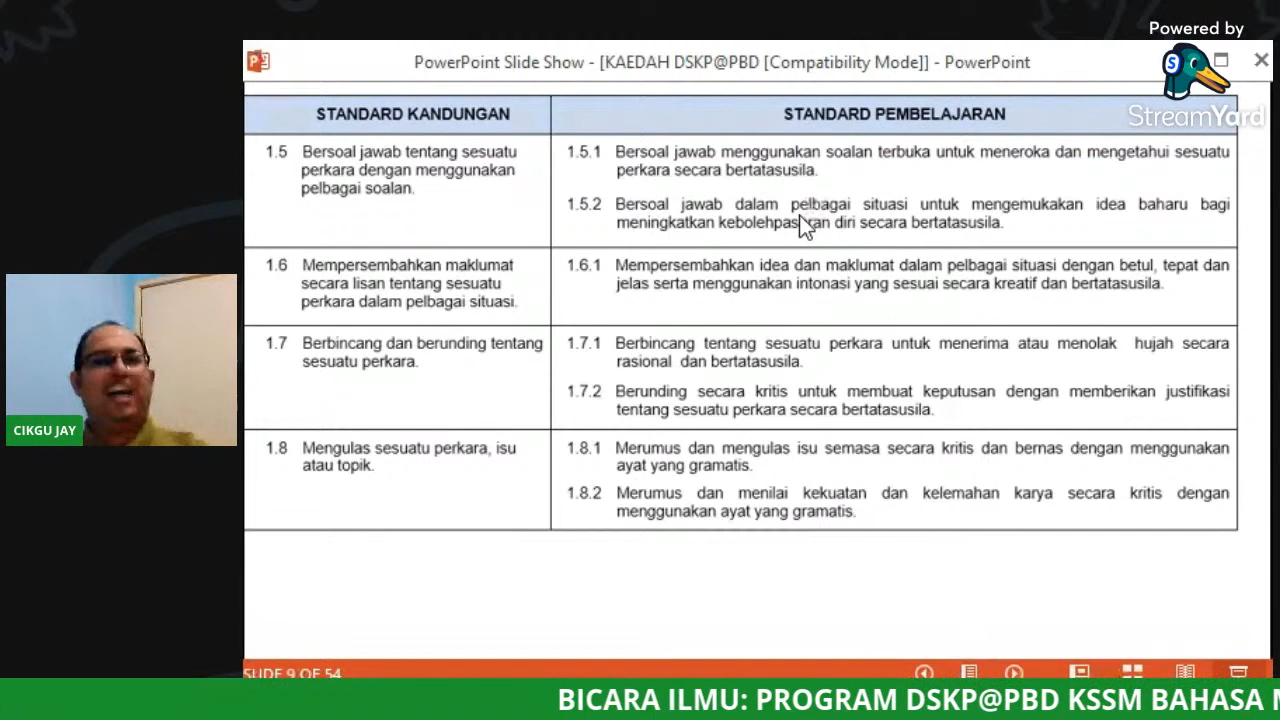 Powered by
StreamYard
PowerPoint Slide Show - [KAEDAH DSKP@PBD [Compatibility Mode]] - PowerPoint
STANDARD KANDUNGAN
STANDARD PEMBELAJARAN
1.5 Bersoal jawab tentang sesuatu
perkara dengan menggunakan
pelbagai soalan.
1.5.1 Bersoal jawab menggunakan soalan terbuka untuk meneroka dan mengetahui sesuatu
perkara secara bertatasusila.
1.5.2 Bersoal jawab dalam pelbagai situasi untuk mengemukakan idea baharu bagi
meningkatkan kebolehpasaran diri secara bertatasusila.
1.6 Mempersembahkan maklumat
secara lisan tentang sesuatu
perkara dalam pelbagai situasi.
1.6.1 Mempersembahkan idea dan maklumat dalam pelbagai situasi dengan betul, tepat dan
jelas serta menggunakan intonasi yang sesuai secara kreatif dan bertatasusila.
1.7 Berbincang dan berunding tentang
sesuatu perkara.
1.7.1 Berbincang tentang sesuatu perkara untuk menerima atau menolak hujah secara
rasional dan bertatasusila.
1.7.2 Berunding secara kritis untuk membuat keputusan dengan memberikan justifikasi
tentang sesuatu perkara secara bertatasusila.
1.8 Mengulas sesuatu perkara, isu
atau topik.
1.8.1 Merumus dan mengulas isu semasa secara kritis dan bernas dengan menggunakan
ayat yang gramatis.
1.8.2 Merumus dan menilai kekuatan dan kelemahan karya secara kritis dengan
menggunakan ayat yang gramatis.
CIKGU JAY
SLIDE 9 OF 54
BICARA ILMU: PROGRAM DSKP@PBD KSSM BAHASA